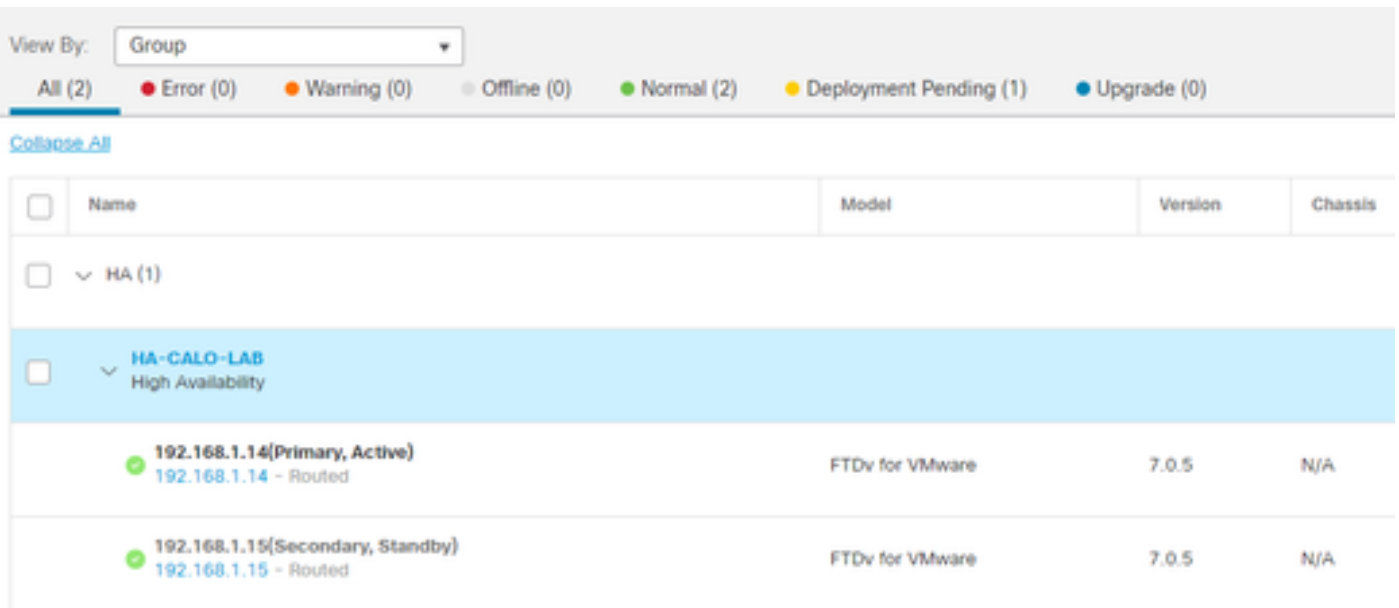 View By: Group
All (2) Error (0) Warning (0) Offline (0) Normal (2) Deployment Pending (1) Upgrade (0)
Collapse All
Name Model Version Chassis
HA (1)
HA-CALO-LAB
High Availability
192.168.1.14(Primary, Active)
192.168.1.14 - Routed
FTDv for VMware 7.0.5 N/A
192.168.1.15(Secondary, Standby)
192.168.1.15 - Routed
FTDv for VMware 7.0.5 N/A